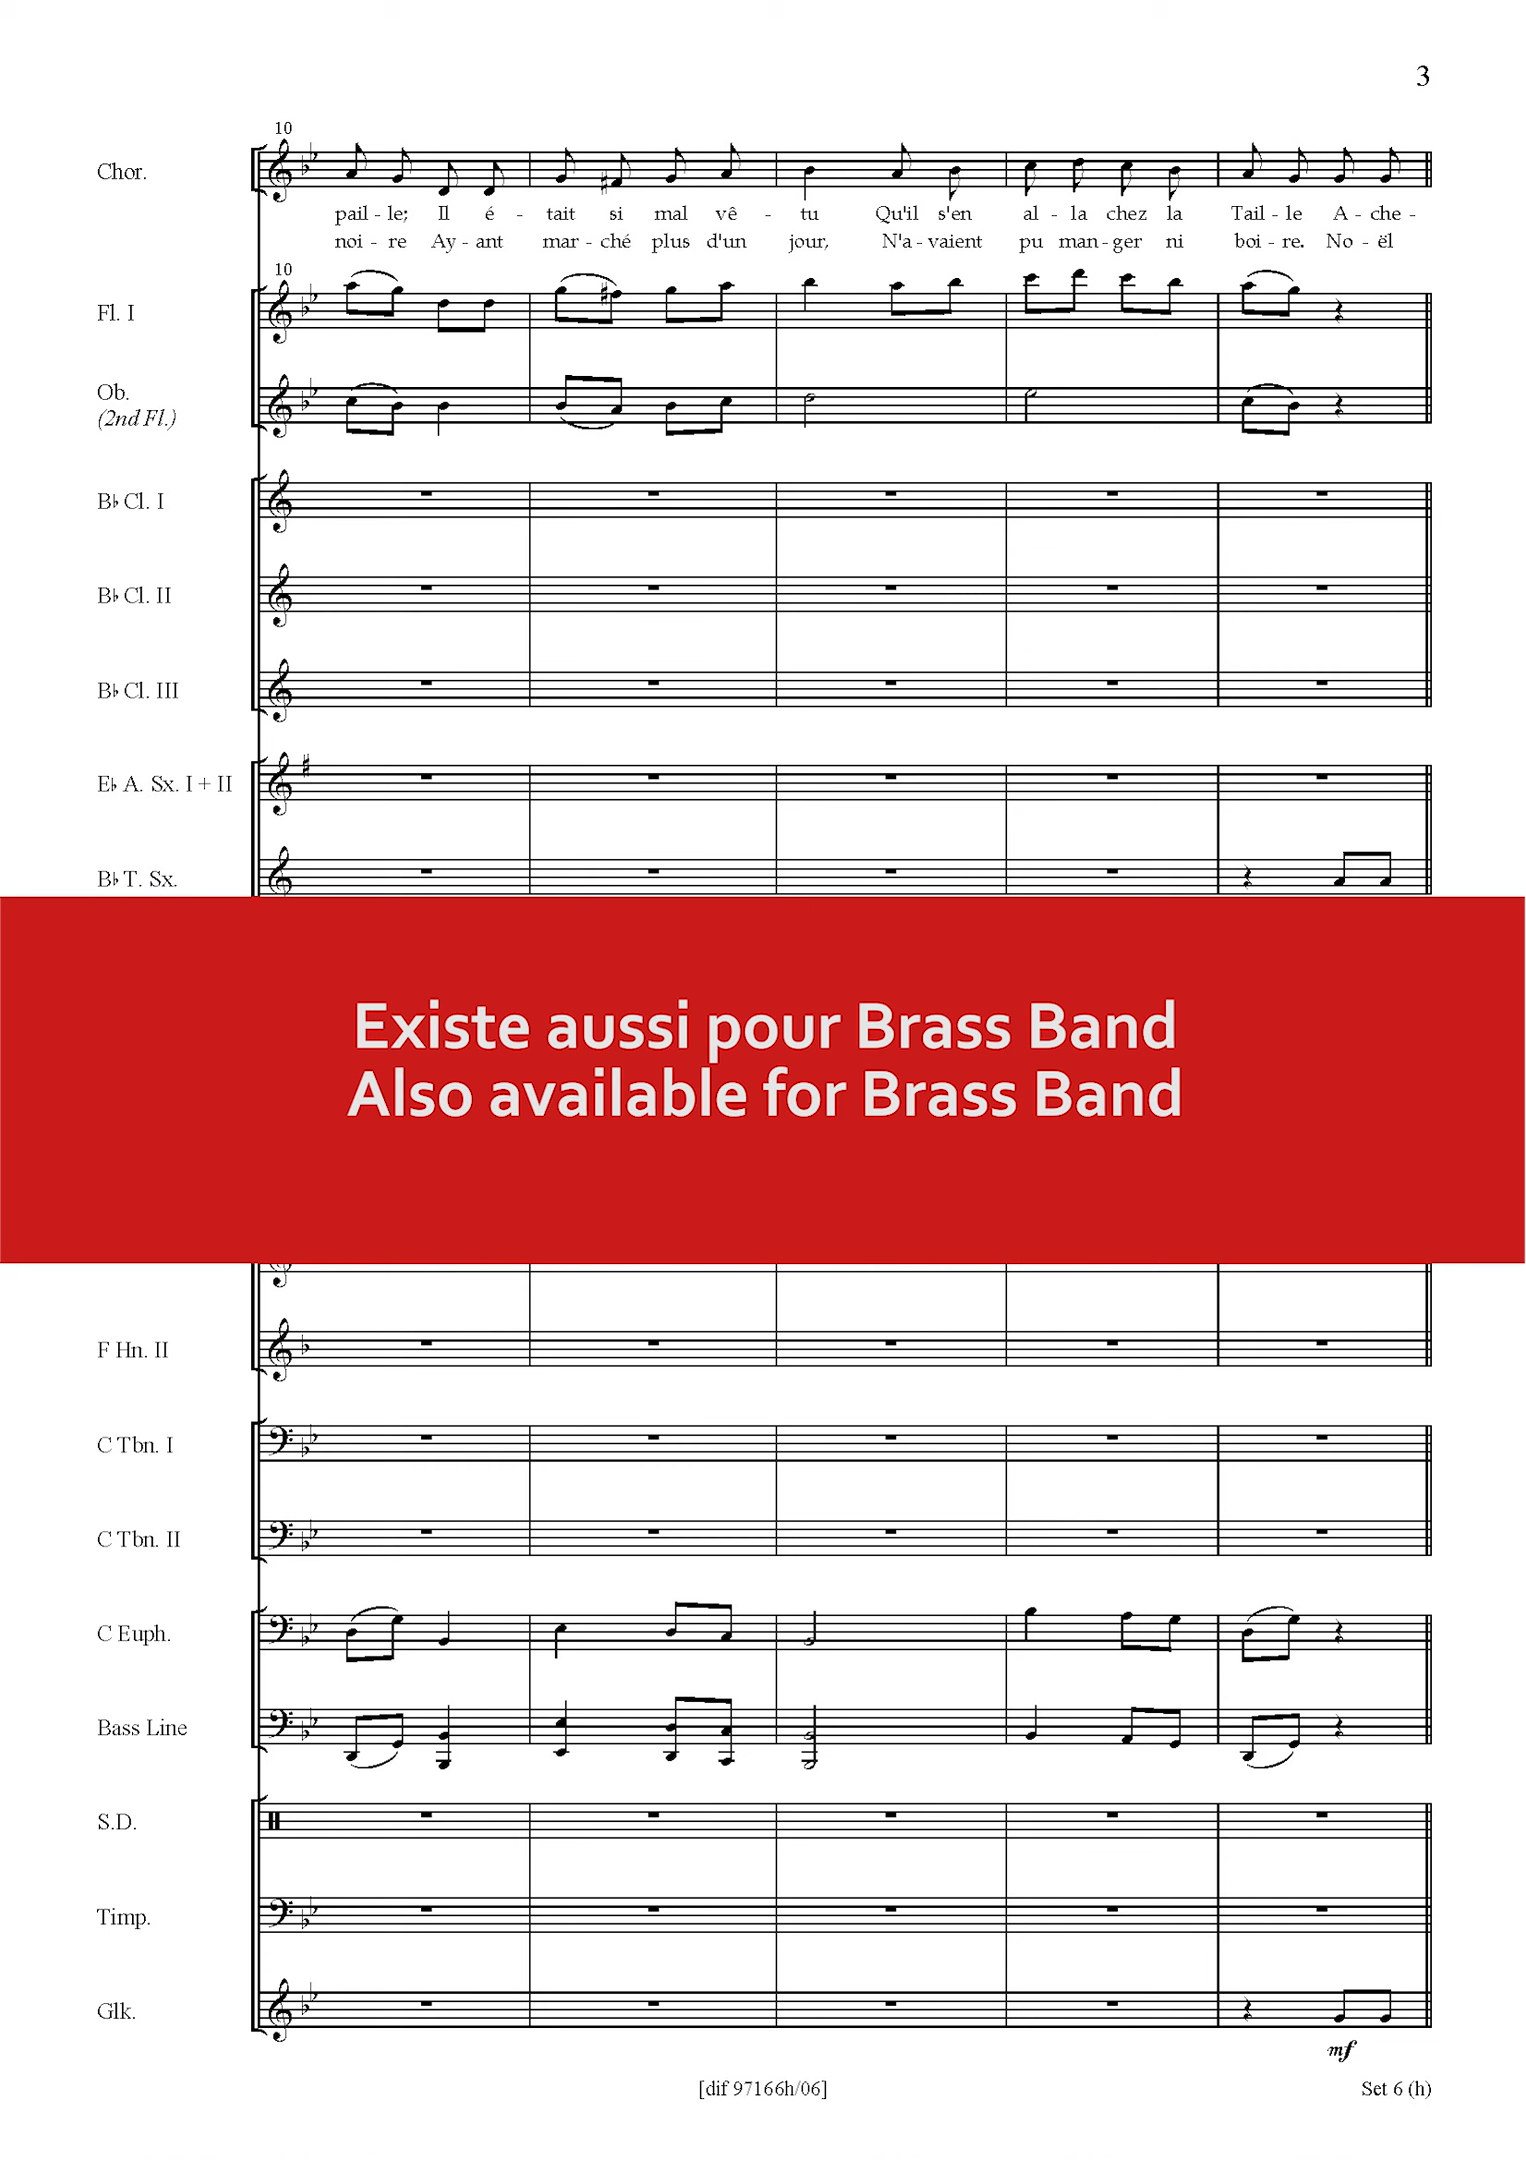 3
10
Chor.
pail - le; Il é - tait si mal vê - tu Qu'il s'en al - la chez la Tail - le A - che -
noi - re Ay - ant mar - ché plus d'un jour, N'a - vaient pu man - ger ni boi - re. No - ël
10
Fl. I
Ob.
(2nd Fl.)
B♭ Cl. I
B♭ Cl. II
B♭ Cl. III
E♭ A. Sx. I + II
B♭ T. Sx.
Existe aussi pour Brass Band
Also available for Brass Band
F Hn. II
C Tbn. I
C Tbn. II
C Euph.
Bass Line
S.D.
Timp.
Glk.
mf
[dif 97166h/06]
Set 6 (h)